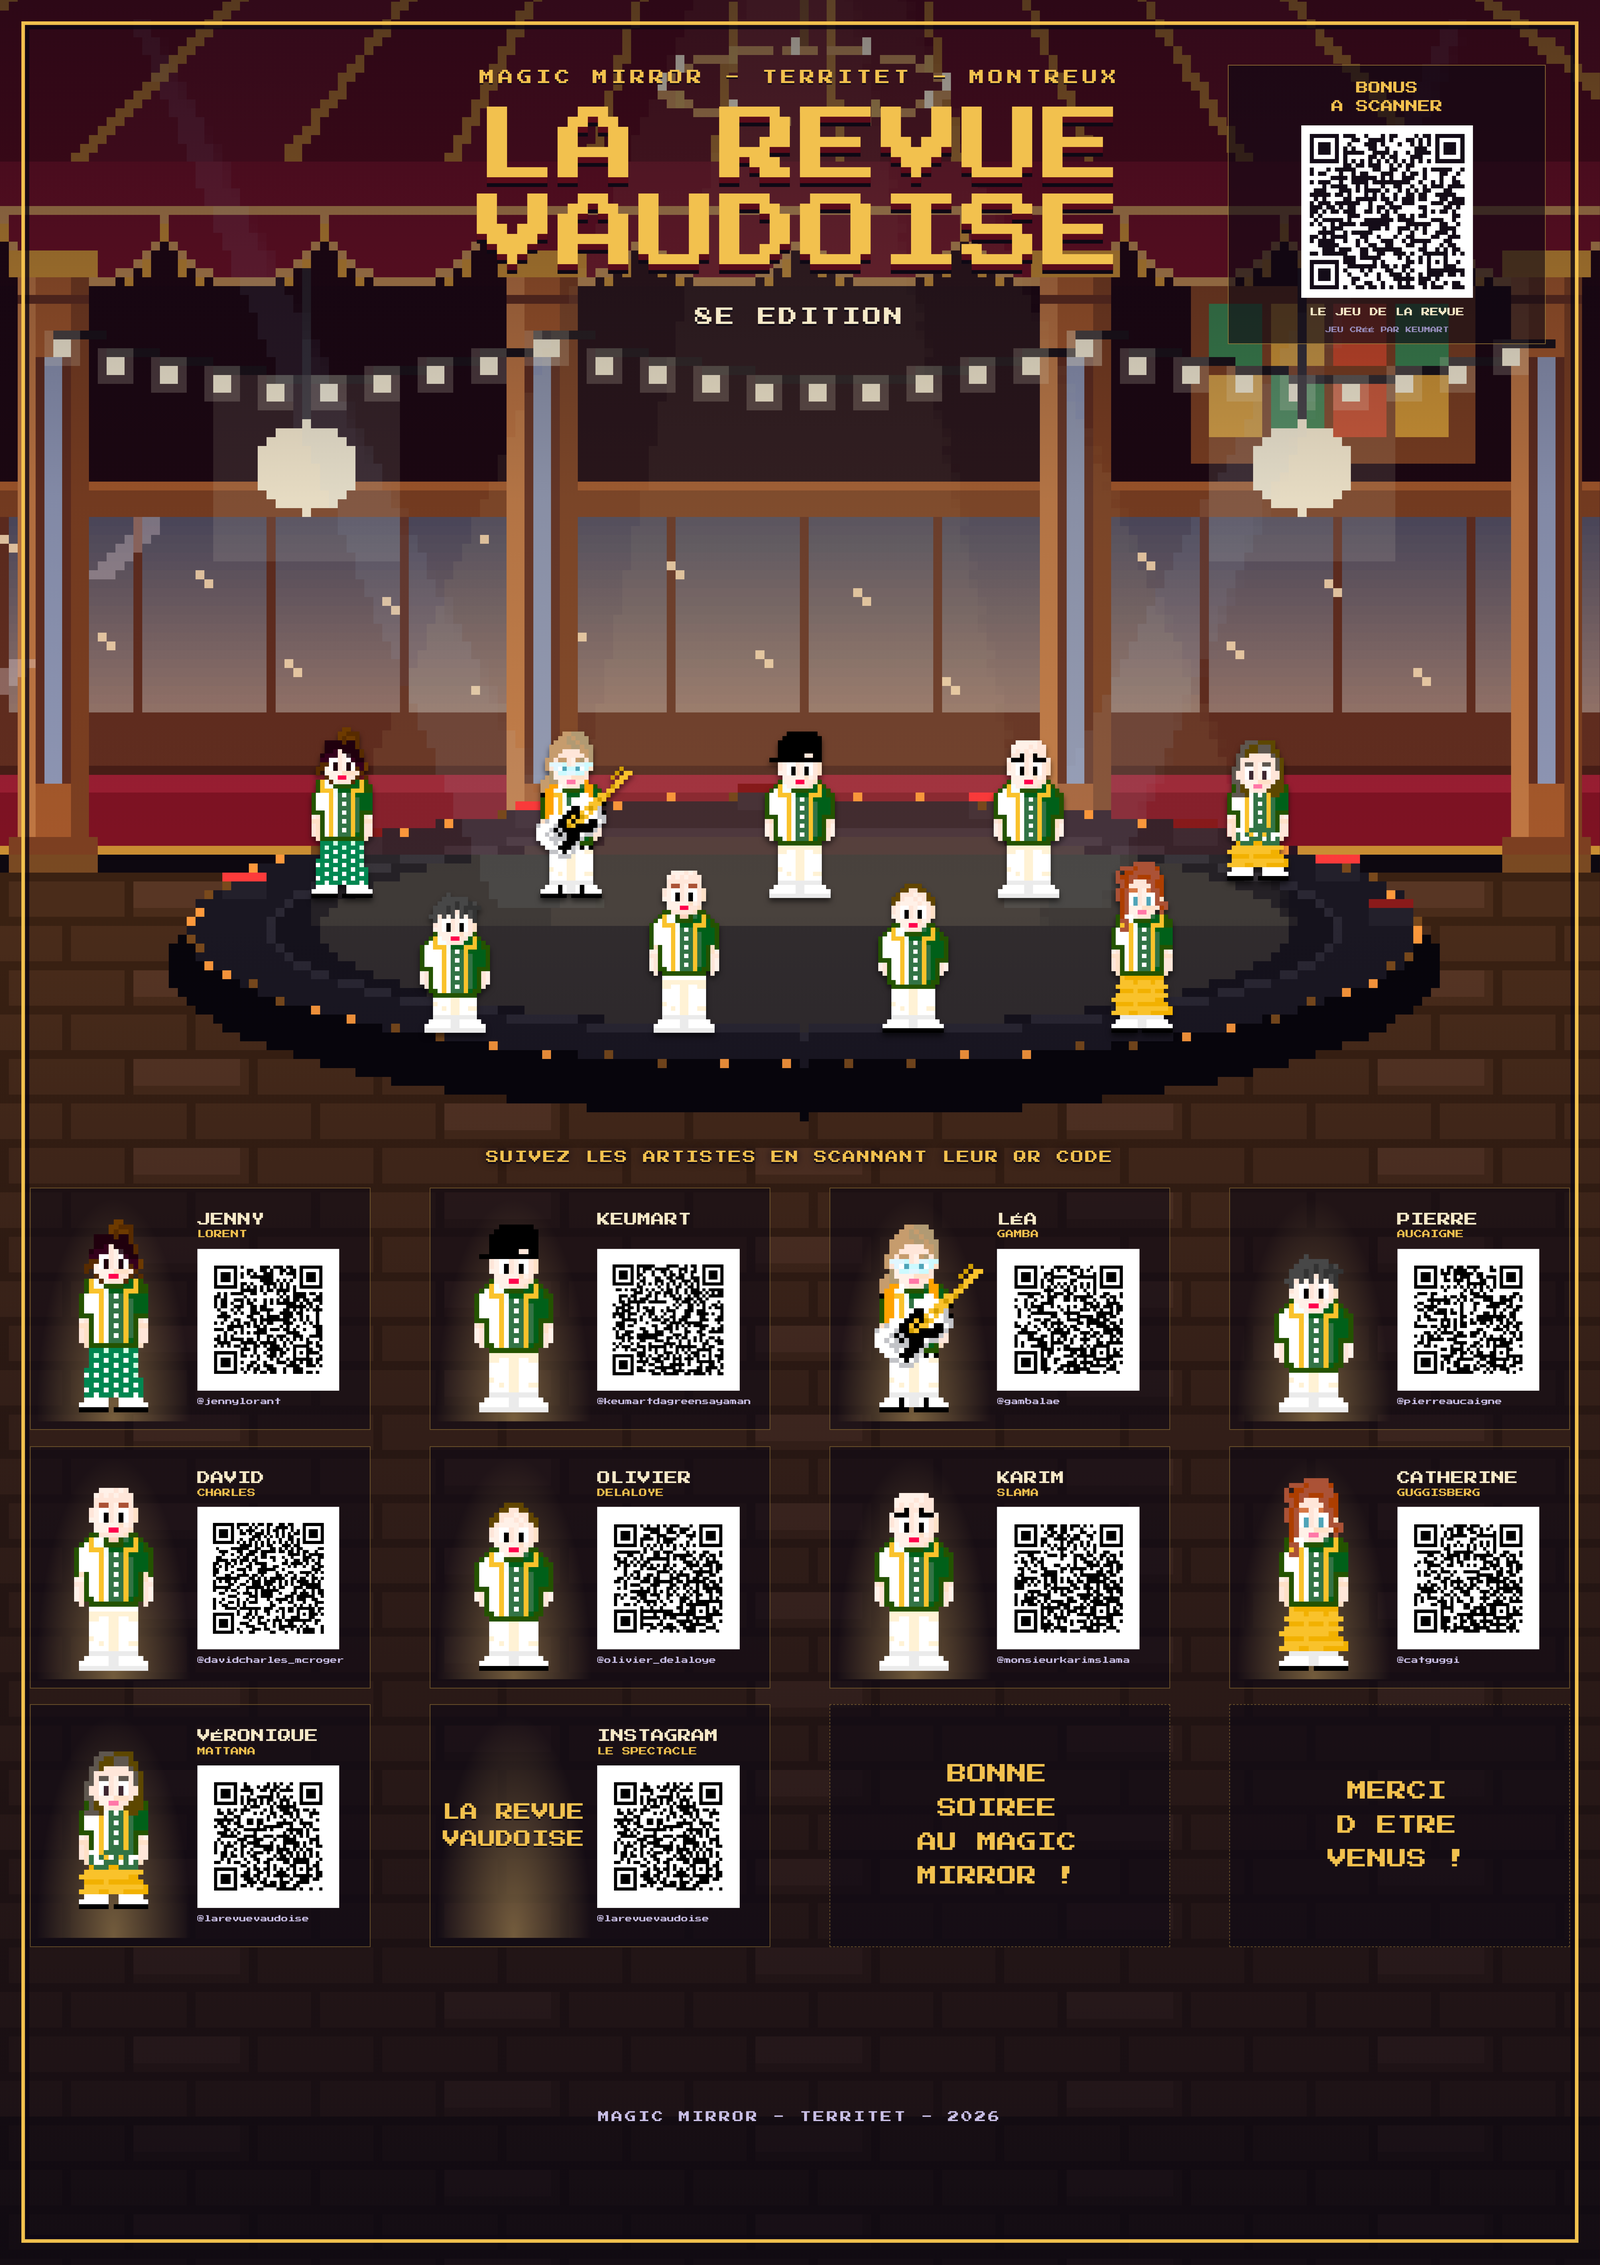 MAGIC MIRROR - TERRITET - MONTREUX
LA REVUE
VAUDOISE
8E EDITION
BONUS
A SCANNER
LE JEU DE LA REVUE
JEU CRéé PAR KEUMART
SUIVEZ LES ARTISTES EN SCANNANT LEUR QR CODE
JENNY
LORENT
@jennylorant
KEUMART
@keumartdagreensayaman
LéA
GAMBA
@gambalae
PIERRE
AUCAIGNE
@pierreaucaigne
DAVID
CHARLES
@davidcharles_mcroger
OLIVIER
DELALOYE
@olivier_delaloye
KARIM
SLAMA
@monsieurkarimslama
CATHERINE
GUGGISBERG
@catguggi
VéRONIQUE
MATTANA
@larevuevaudoise
LA REVUE
VAUDOISE
INSTAGRAM
LE SPECTACLE
@larevuevaudoise
BONNE
SOIREE
AU MAGIC
MIRROR !
MERCI
D ETRE
VENUS !
MAGIC MIRROR - TERRITET - 2026